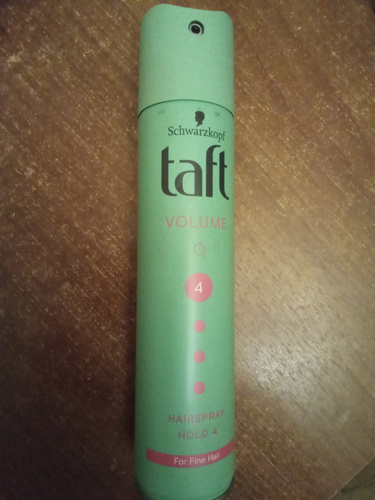 Schwarzkopf
taft
VOLUME
4
HAIRSPRAY
HOLD 4
For Fine Hair